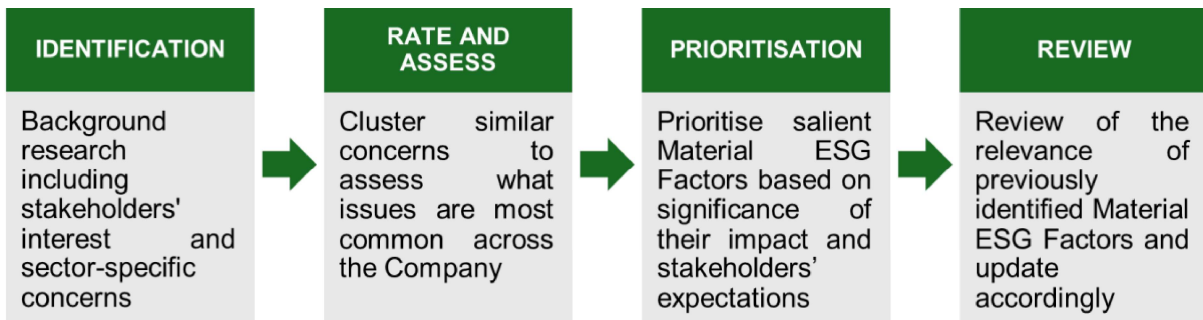 IDENTIFICATION
Background
research
including
stakeholders'
interest and
sector-specific
concerns
RATE AND
ASSESS
Cluster similar
concerns to
assess what
issues are most
common across
the Company
PRIORITISATION
Prioritise salient
Material ESG
Factors based on
significance of
their impact and
stakeholders’
expectations
REVIEW
Review of the
relevance of
previously
identified Material
ESG Factors and
update
accordingly